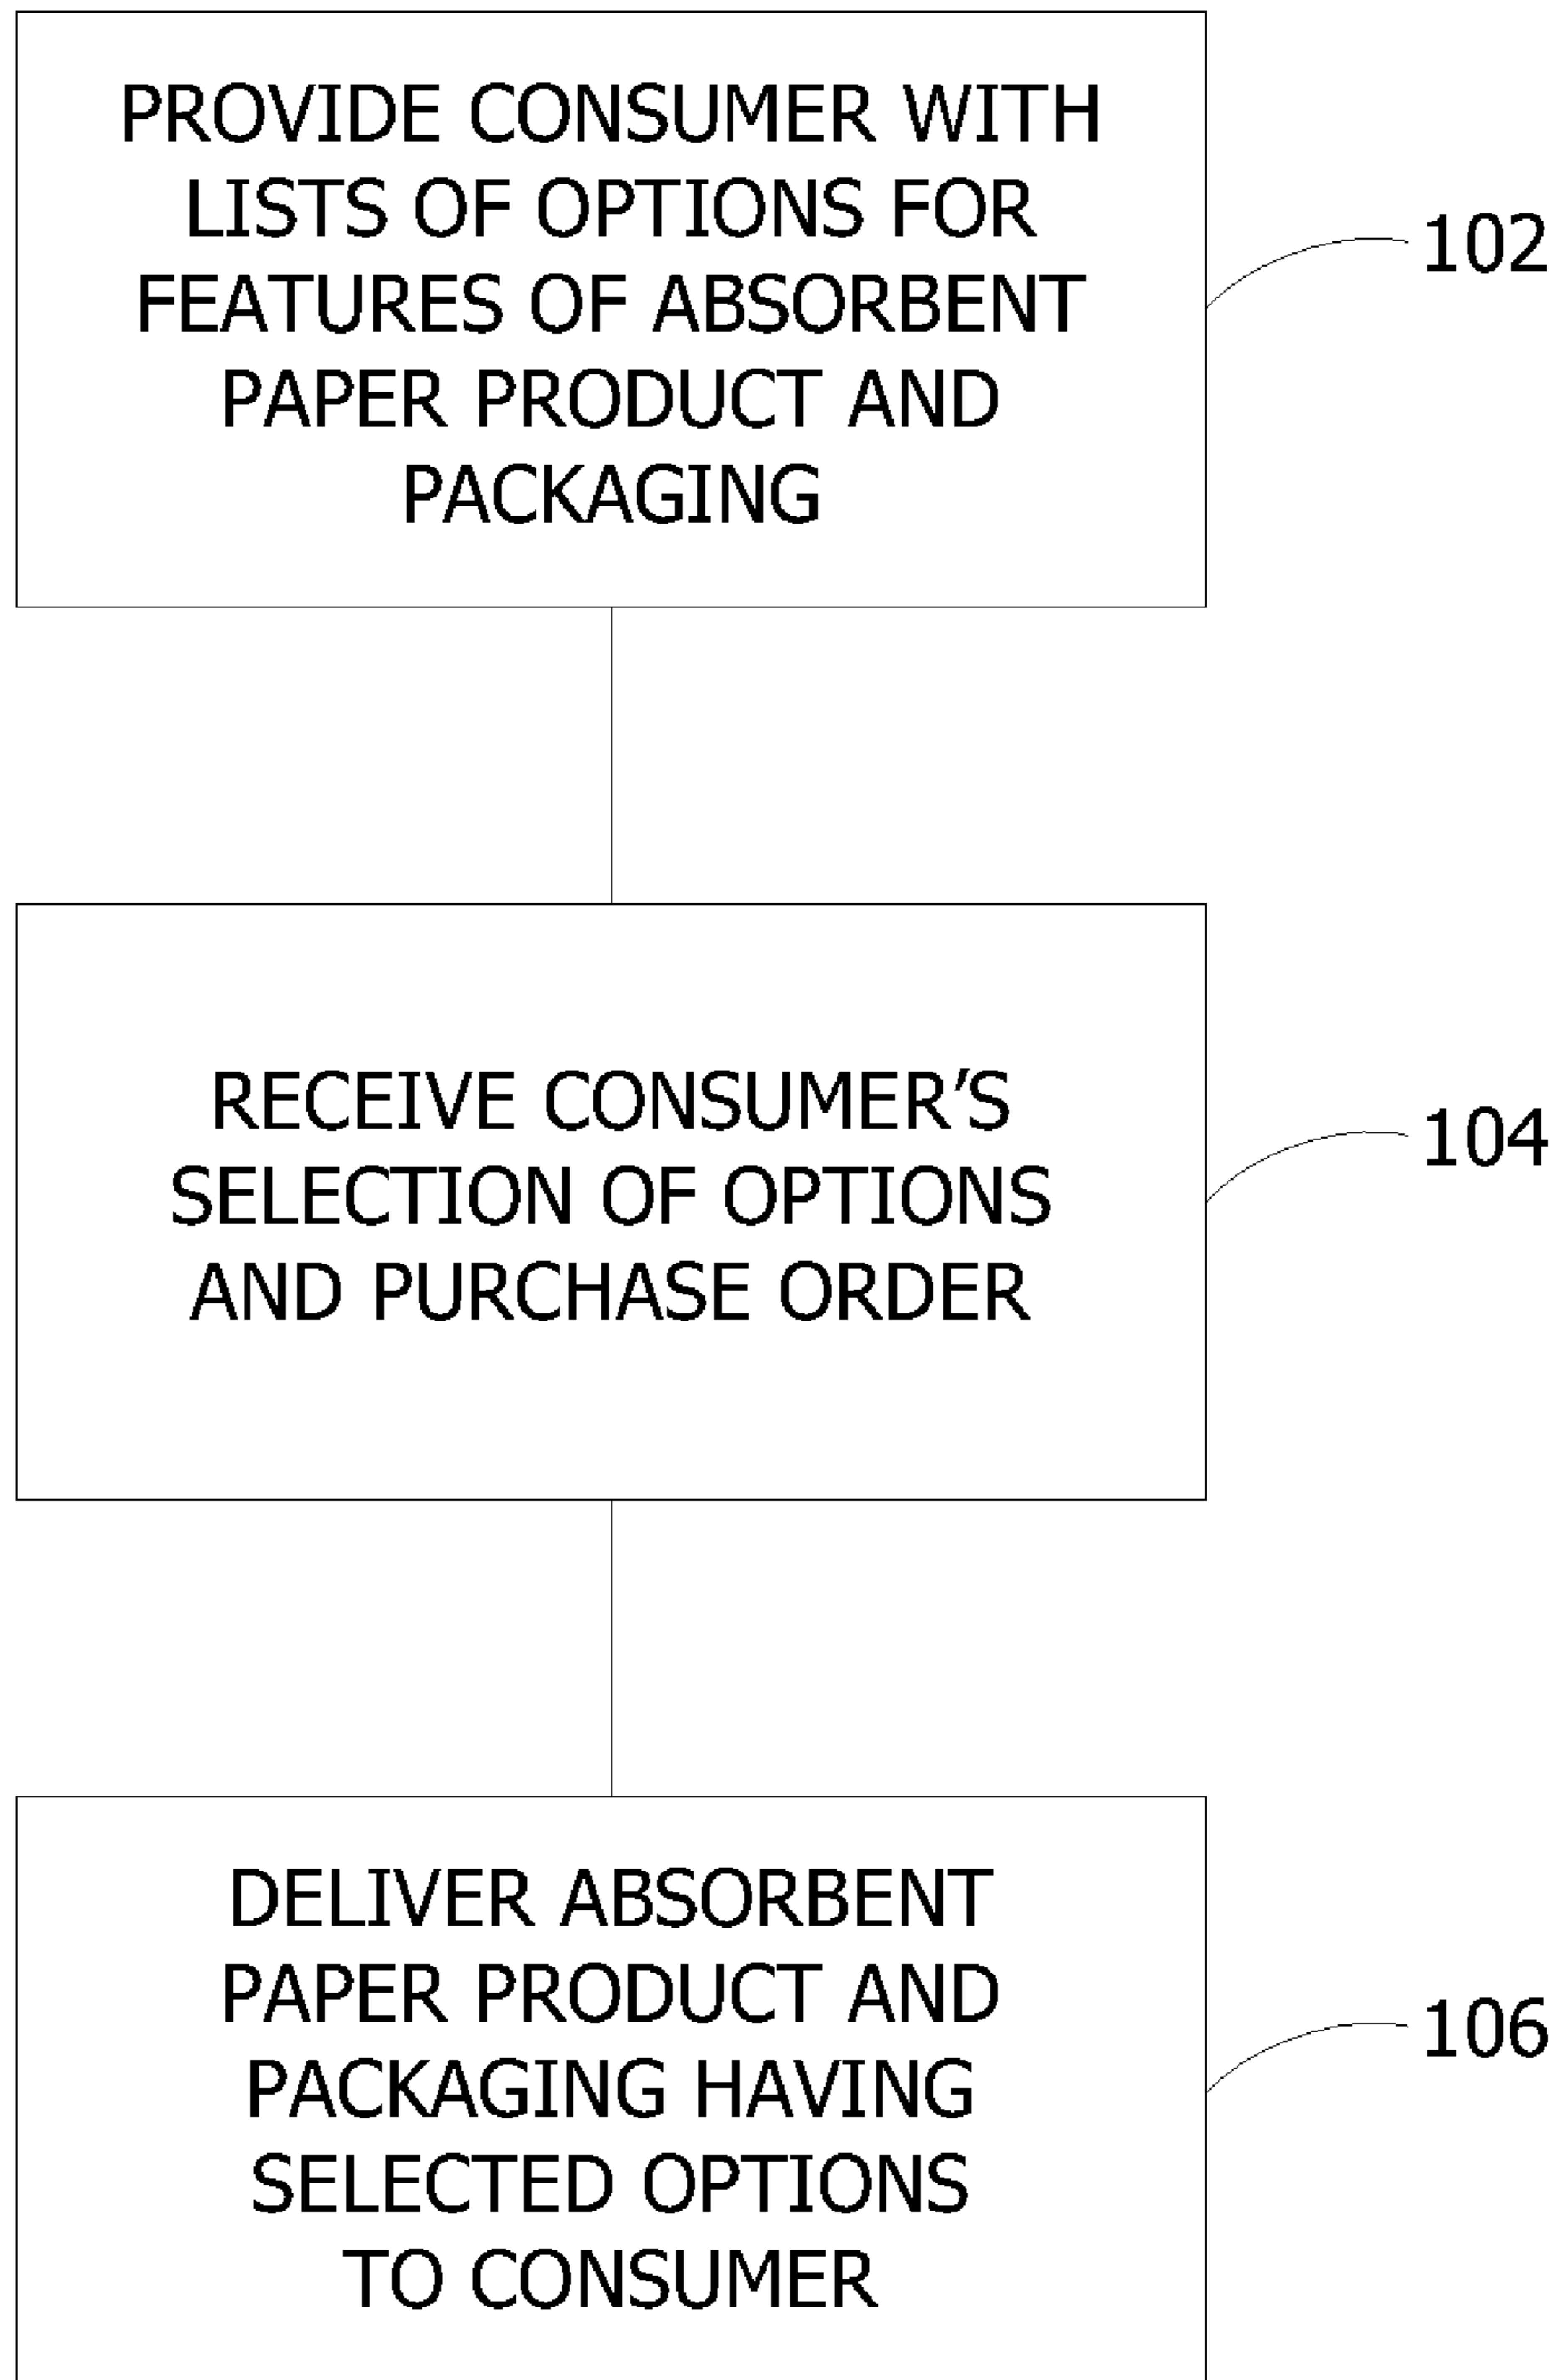 PROVIDE CONSUMER WITH
LISTS OF OPTIONS FOR
FEATURES OF ABSORBENT
PAPER PRODUCT AND
PACKAGING
102
RECEIVE CONSUMER’S
SELECTION OF OPTIONS
AND PURCHASE ORDER
104
DELIVER ABSORBENT
PAPER PRODUCT AND
PACKAGING HAVING
SELECTED OPTIONS
TO CONSUMER
106